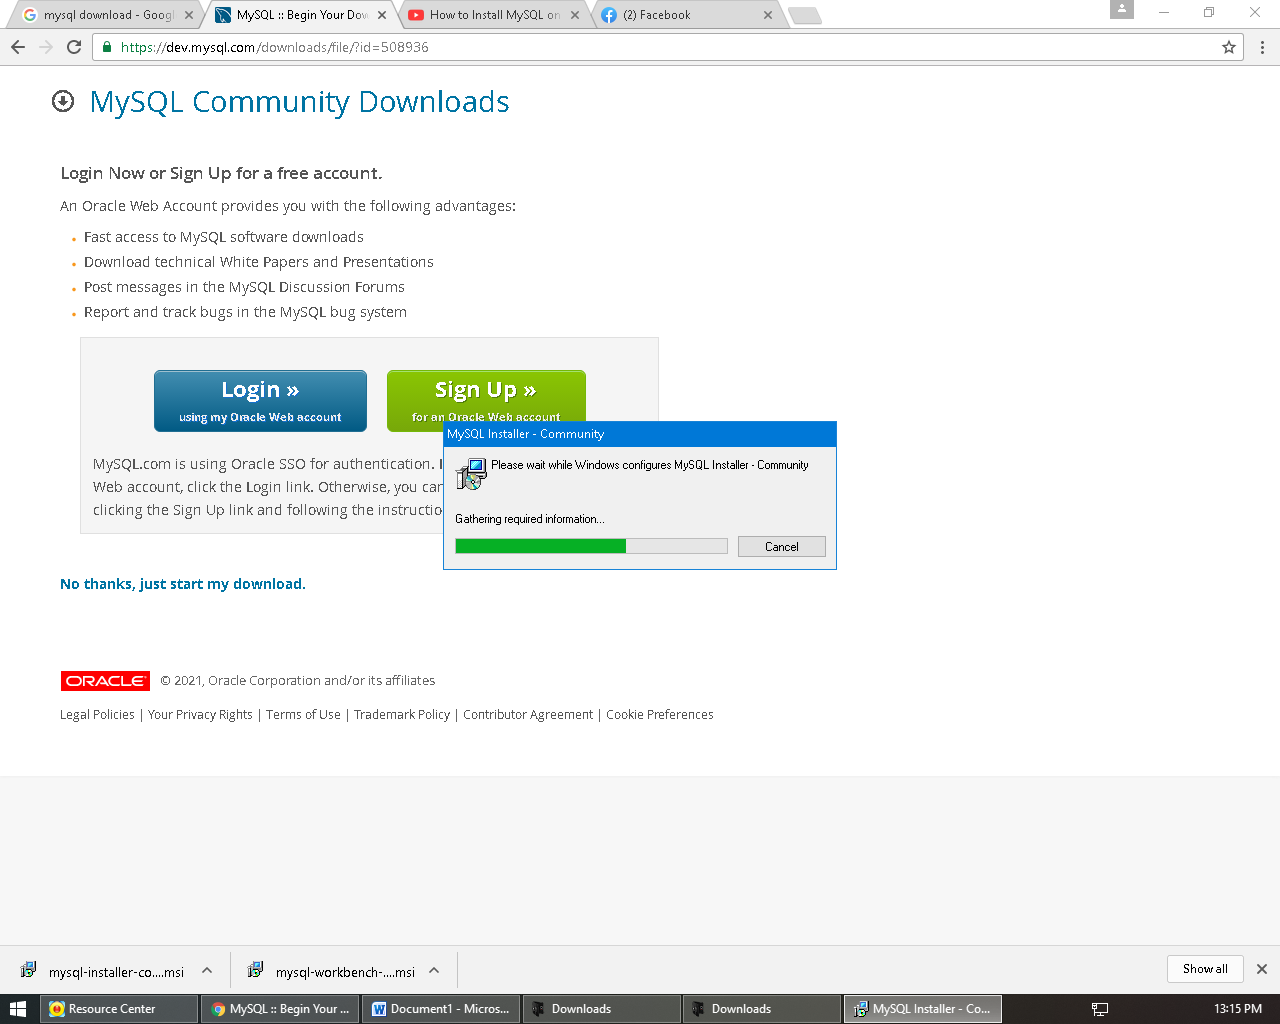 mysql download - Googl
MySQL :: Begin Your Dow
How to Install MySQL on
(2) Facebook
https://dev.mysql.com/downloads/file/?id=508936
MySQL Community Downloads
Login Now or Sign Up for a free account.
An Oracle Web Account provides you with the following advantages:
Fast access to MySQL software downloads
Download technical White Papers and Presentations
Post messages in the MySQL Discussion Forums
Report and track bugs in the MySQL bug system
Login »
using my Oracle Web account
Sign Up »
for an Oracle Web account
MySQL.com is using Oracle SSO for authentication. I
Web account, click the Login link. Otherwise, you can
clicking the Sign Up link and following the instructio
MySQL Installer - Community
Please wait while Windows configures MySQL Installer - Community
Gathering required information...
Cancel
No thanks, just start my download.
ORACLE © 2021, Oracle Corporation and/or its affiliates
Legal Policies | Your Privacy Rights | Terms of Use | Trademark Policy | Contributor Agreement | Cookie Preferences
mysql-installer-co....msi
mysql-workbench-....msi
Show all
Resource Center
MySQL :: Begin Your ...
Document1 - Micros...
Downloads
Downloads
MySQL Installer - Co...
13:15 PM